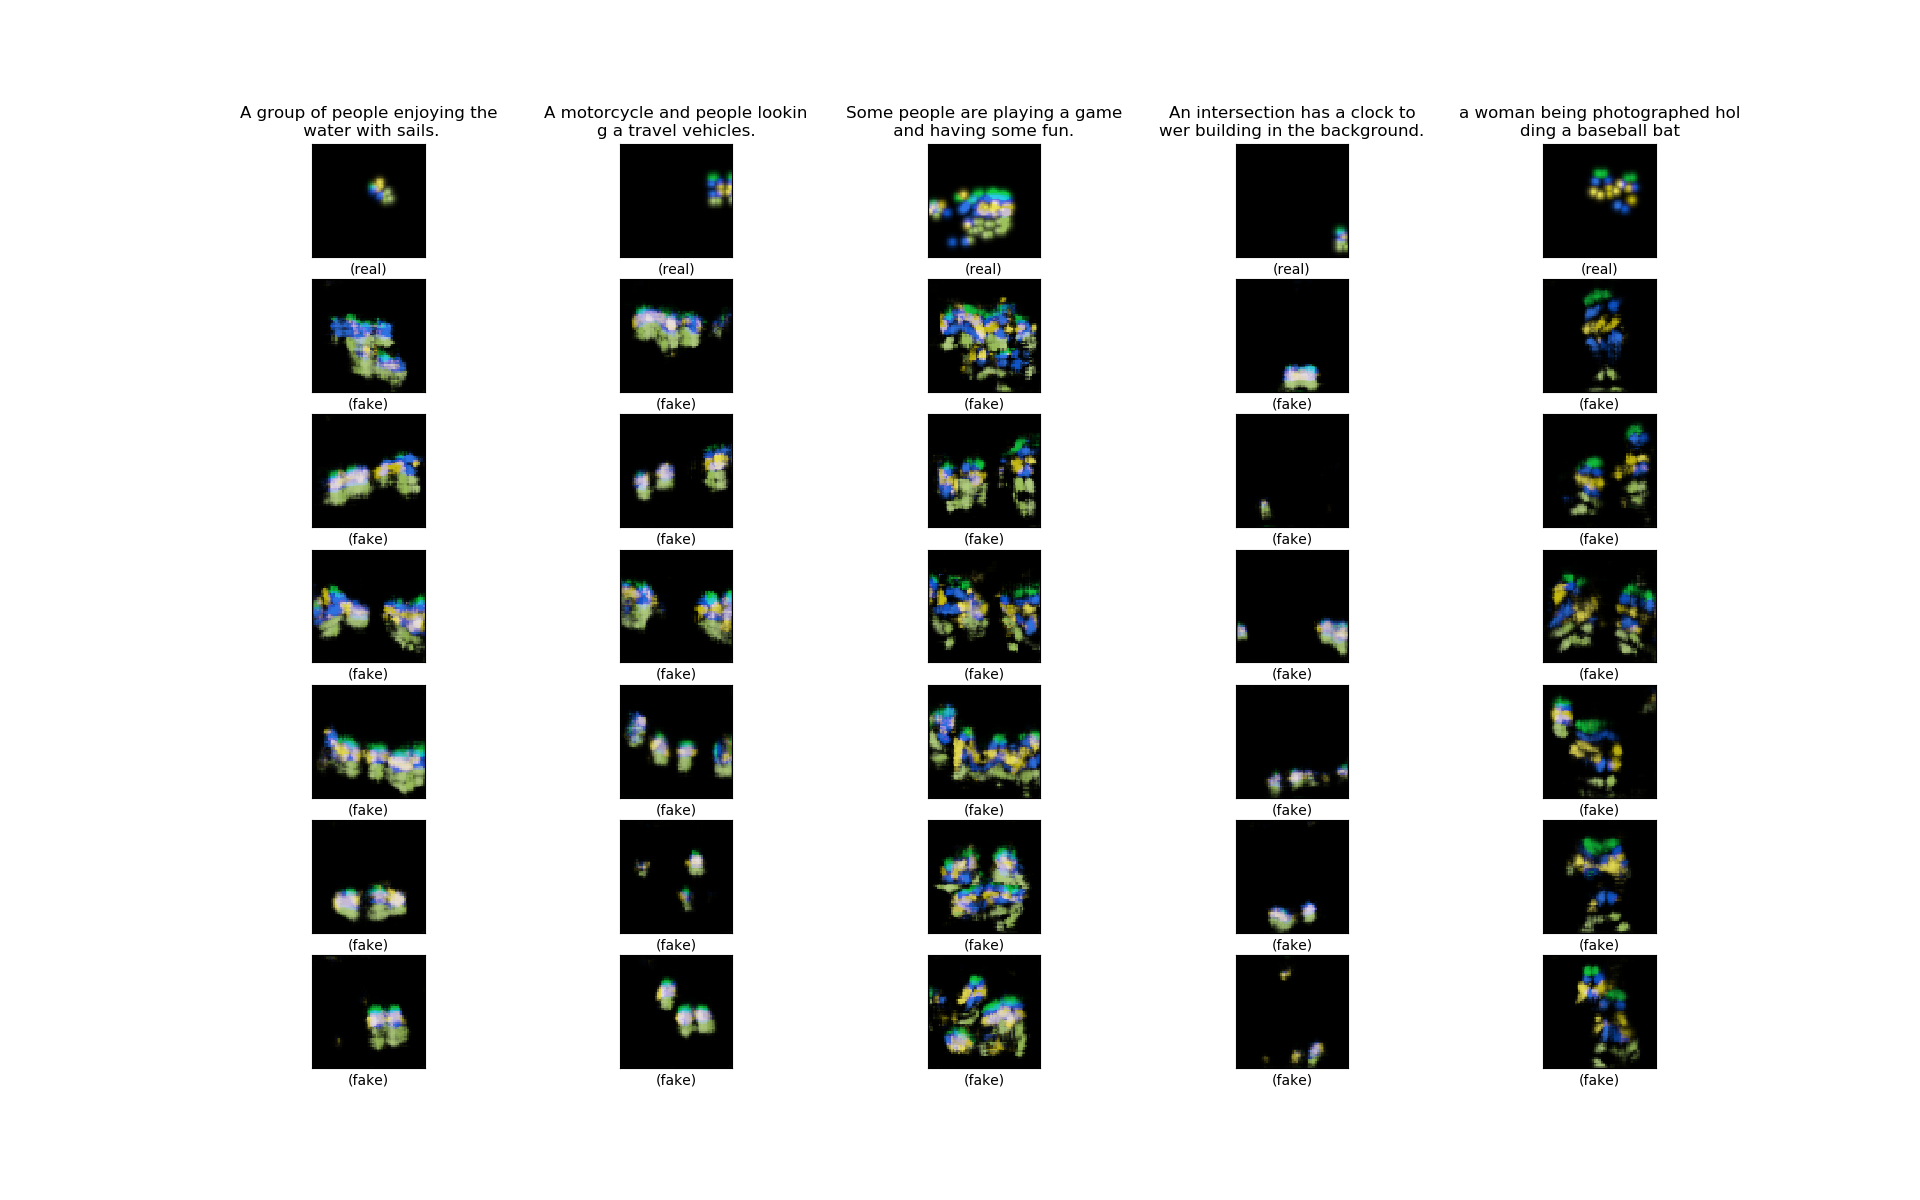 A group of people enjoying the
water with sails.
A motorcycle and people lookin
g a travel vehicles.
Some people are playing a game
and having some fun.
An intersection has a clock to
wer building in the background.
a woman being photographed hol
ding a baseball bat
(real) (real) (real) (real) (real)
(fake) (fake) (fake) (fake) (fake)
(fake) (fake) (fake) (fake) (fake)
(fake) (fake) (fake) (fake) (fake)
(fake) (fake) (fake) (fake) (fake)
(fake) (fake) (fake) (fake) (fake)
(fake) (fake) (fake) (fake) (fake)